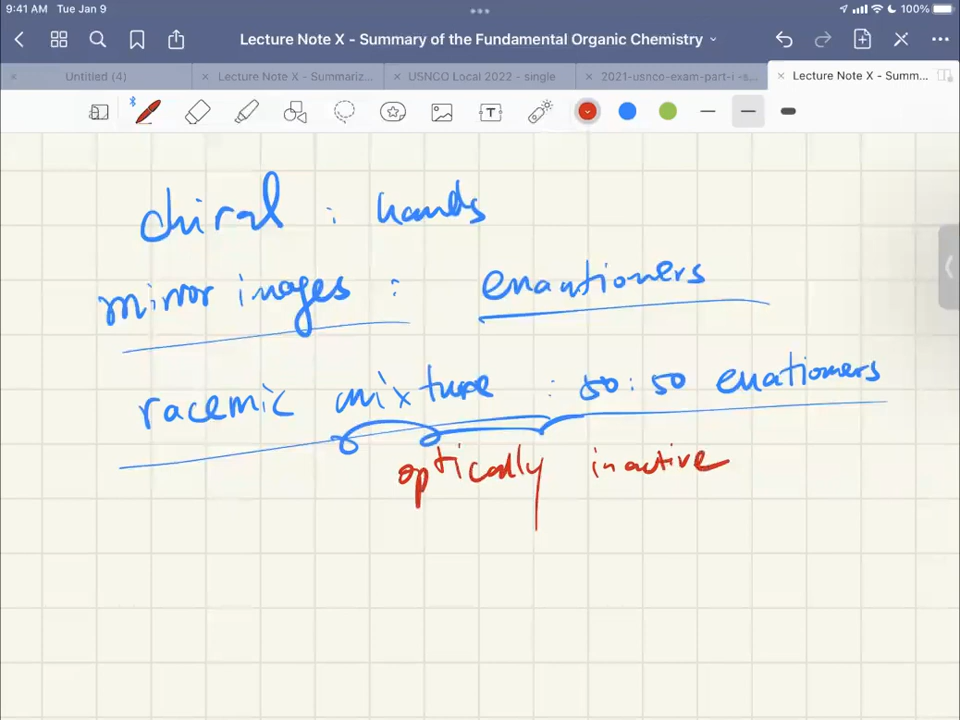 9:41 AM Tue Jan 9
100%
Lecture Note X - Summary of the Fundamental Organic Chemistry
Untitled (4)
Lecture Note X - Summariz...
USNCO Local 2022 - single
2021-usnco-exam-part-i -s...
Lecture Note X - Summ...
chiral : hands
mirror images : enantiomers
racemic mixture : 50:50 enatiomers
optically inactive